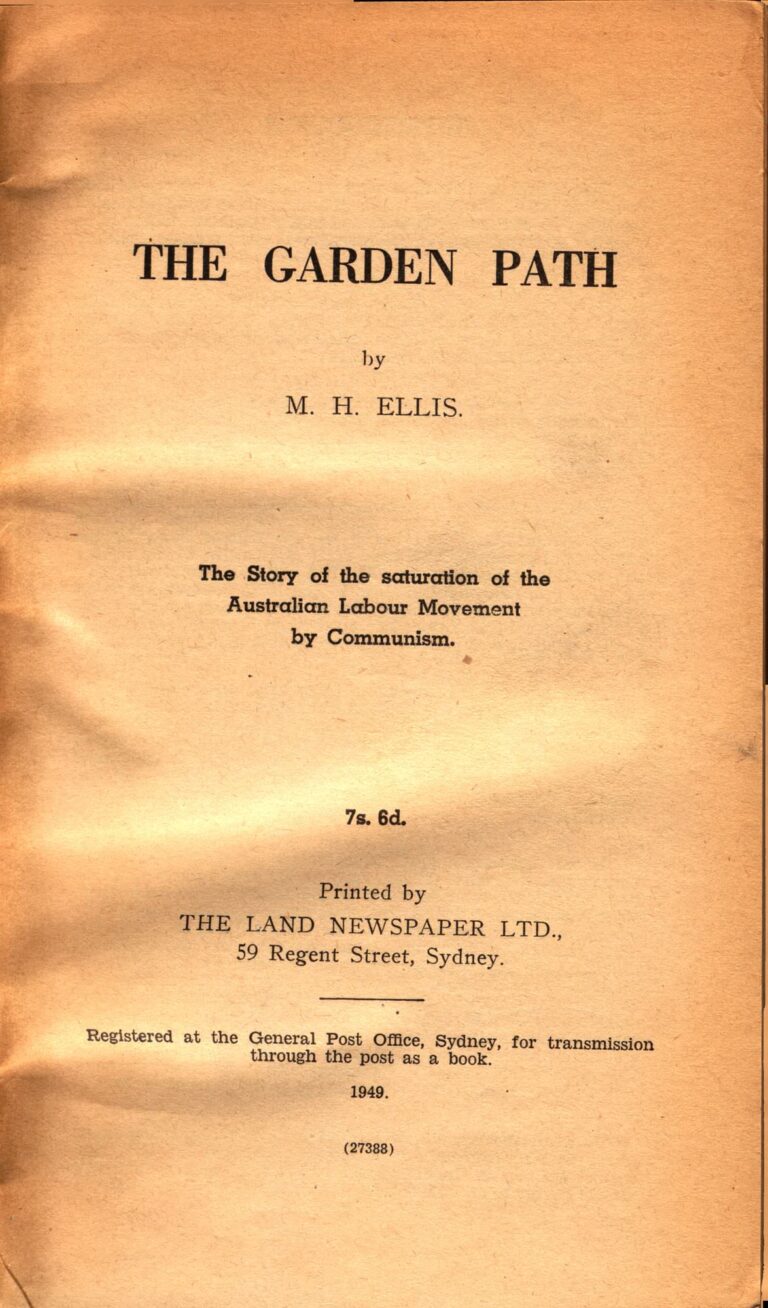 THE GARDEN PATH
by
M. H. ELLIS.
The Story of the saturation of the
Australian Labour Movement
by Communism.
7s. 6d.
Printed by
THE LAND NEWSPAPER LTD.,
59 Regent Street, Sydney.
Registered at the General Post Office, Sydney, for transmission
through the post as a book.
1949.
(27388)